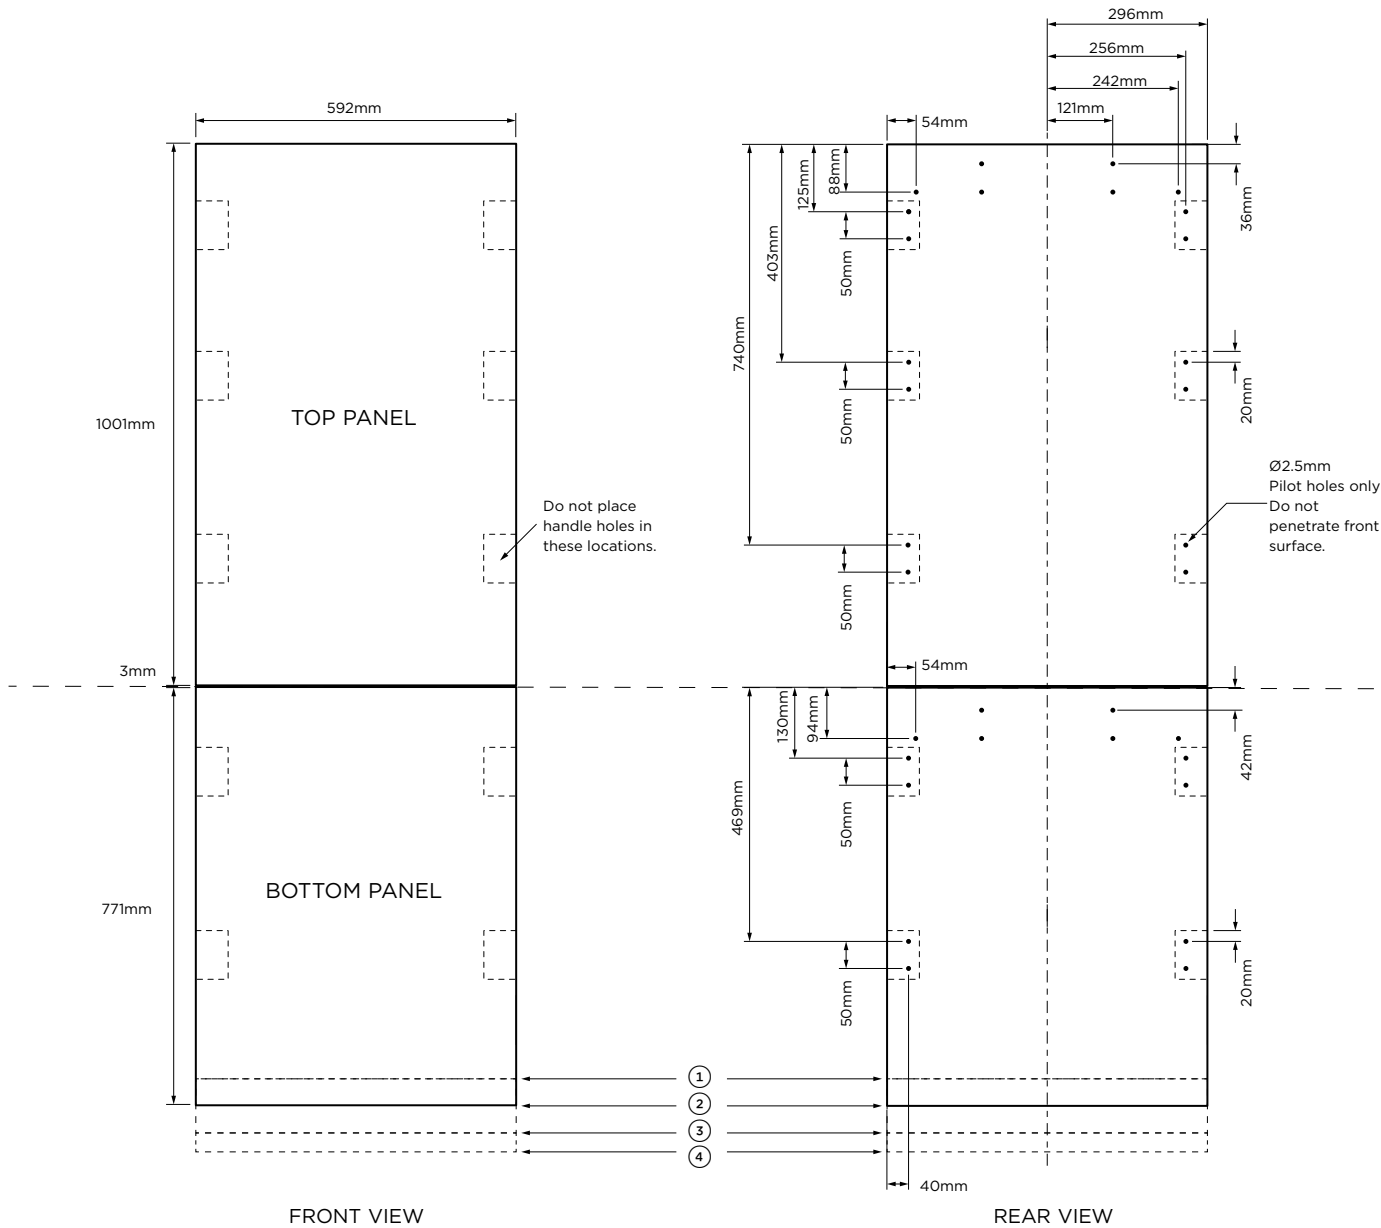 296mm
256mm
242mm
592mm
121mm
54mm
88mm
125mm
36mm
403mm
50mm
740mm
20mm
1001mm
TOP PANEL
50mm
Ø2.5mm
Pilot holes only
Do not
penetrate front
surface.
Do not place
handle holes in
these locations.
50mm
3mm
54mm
130mm
94mm
42mm
469mm
50mm
BOTTOM PANEL
771mm
50mm
20mm
1
2
3
4
40mm
FRONT VIEW
REAR VIEW